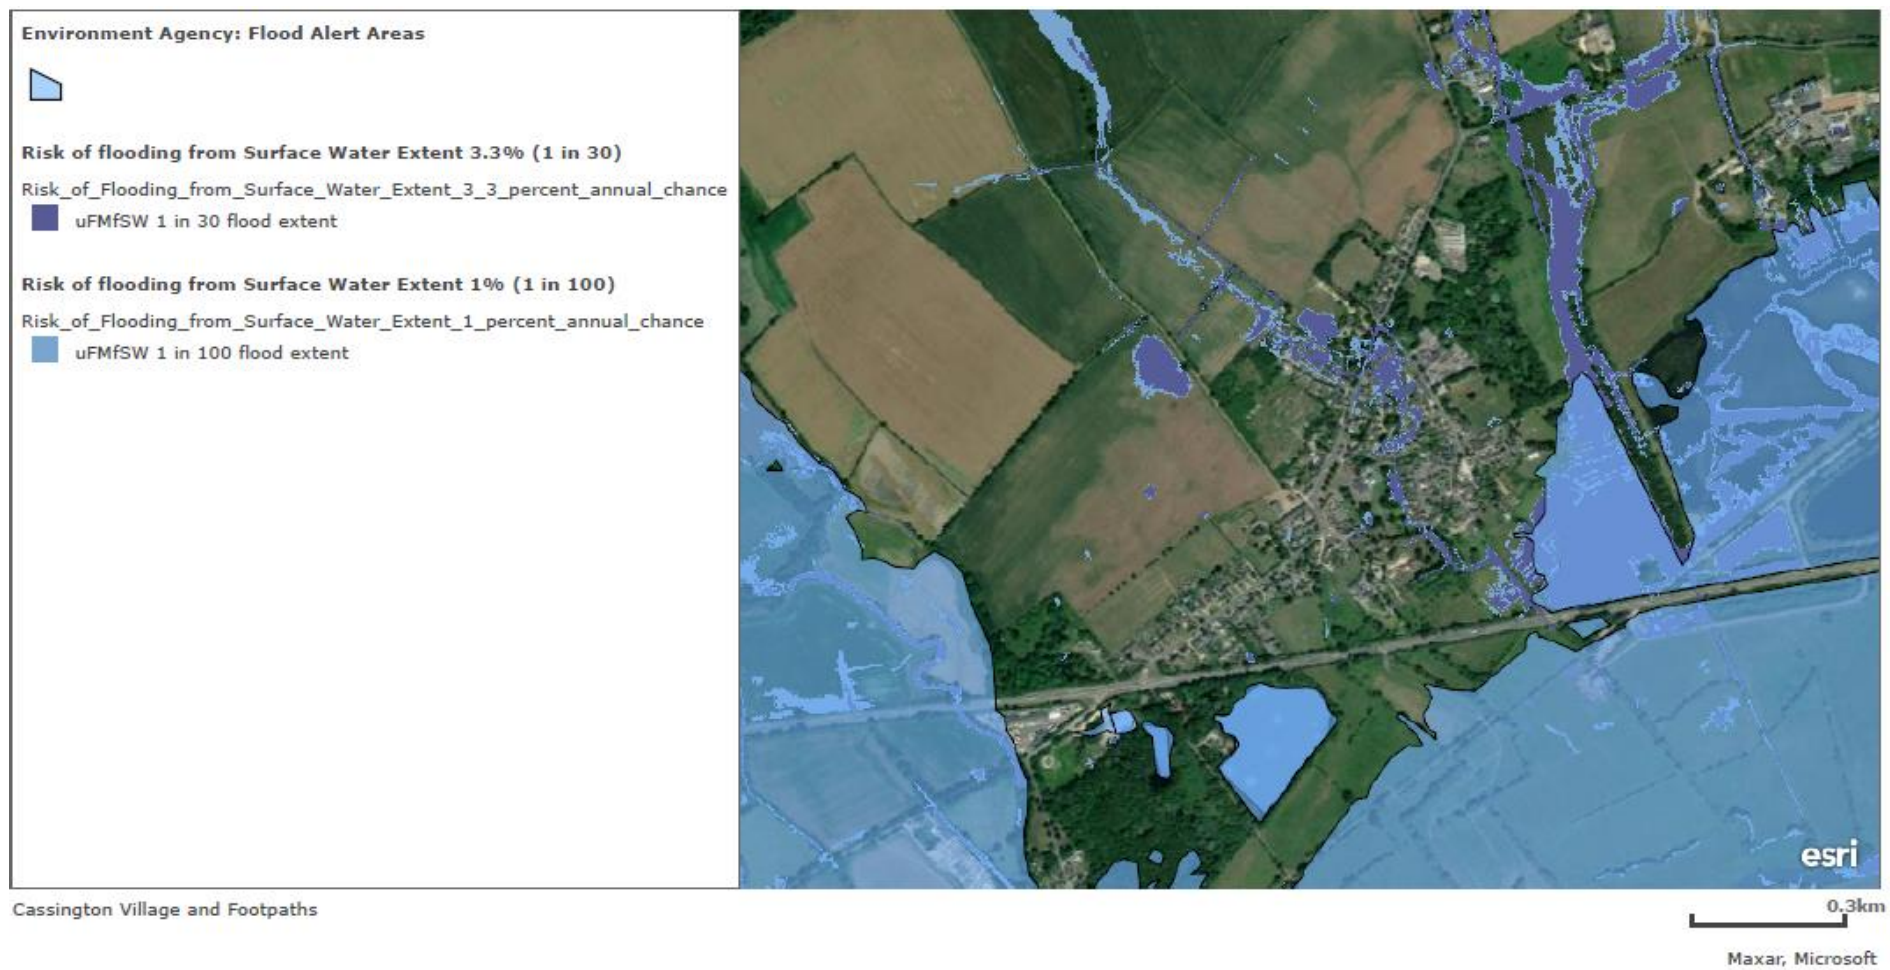 Environment Agency: Flood Alert Areas
Risk of flooding from Surface Water Extent 3.3% (1 in 30)
Risk_of_Flooding_from_Surface_Water_Extent_3_3_percent_annual_chance
uFMfSW 1 in 30 flood extent
Risk of flooding from Surface Water Extent 1% (1 in 100)
Risk_of_Flooding_from_Surface_Water_Extent_1_percent_annual_chance
uFMfSW 1 in 100 flood extent
esri
Cassington Village and Footpaths
0.3km
Maxar, Microsoft